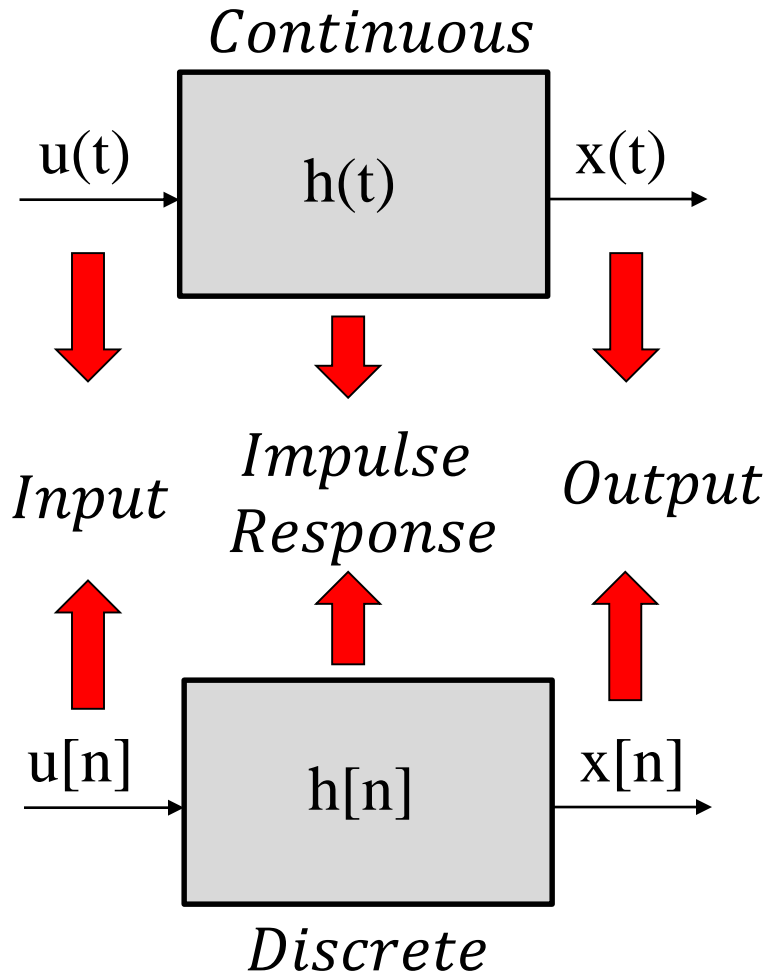 Continuous
u(t)
h(t)
x(t)
Input
Impulse
Response
Output
u[n]
h[n]
x[n]
Discrete